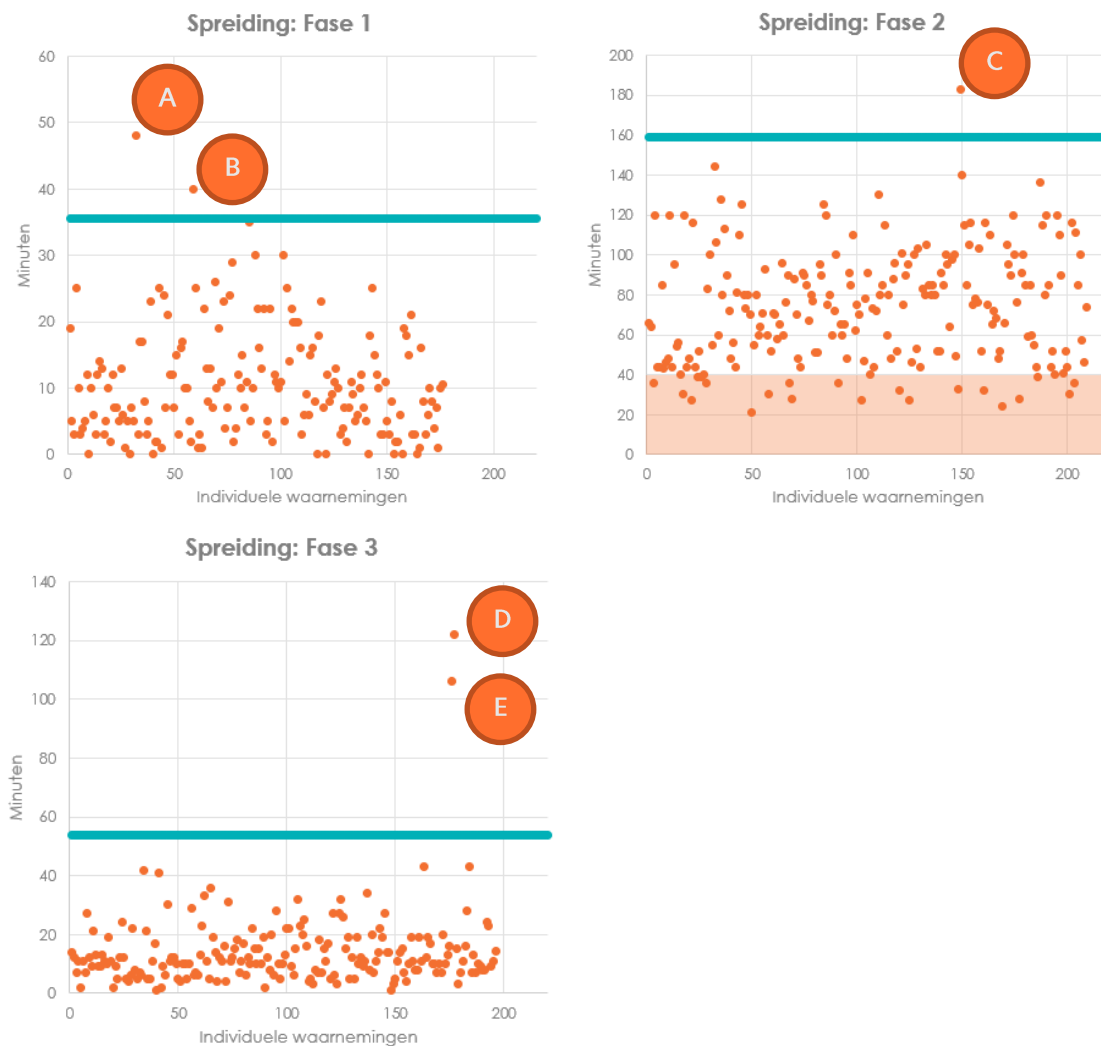 Spreiding: Fase 1
60
50
40
30
20
10
0
Minuten
A
B
0 50 100 150 200
Individuele waarnemingen
Spreiding: Fase 2
200
180
160
140
120
100
80
60
40
20
0
Minuten
C
0 50 100 150 200
Individuele waarnemingen
Spreiding: Fase 3
140
120
100
80
60
40
20
0
Minuten
D
E
0 50 100 150 200
Individuele waarnemingen